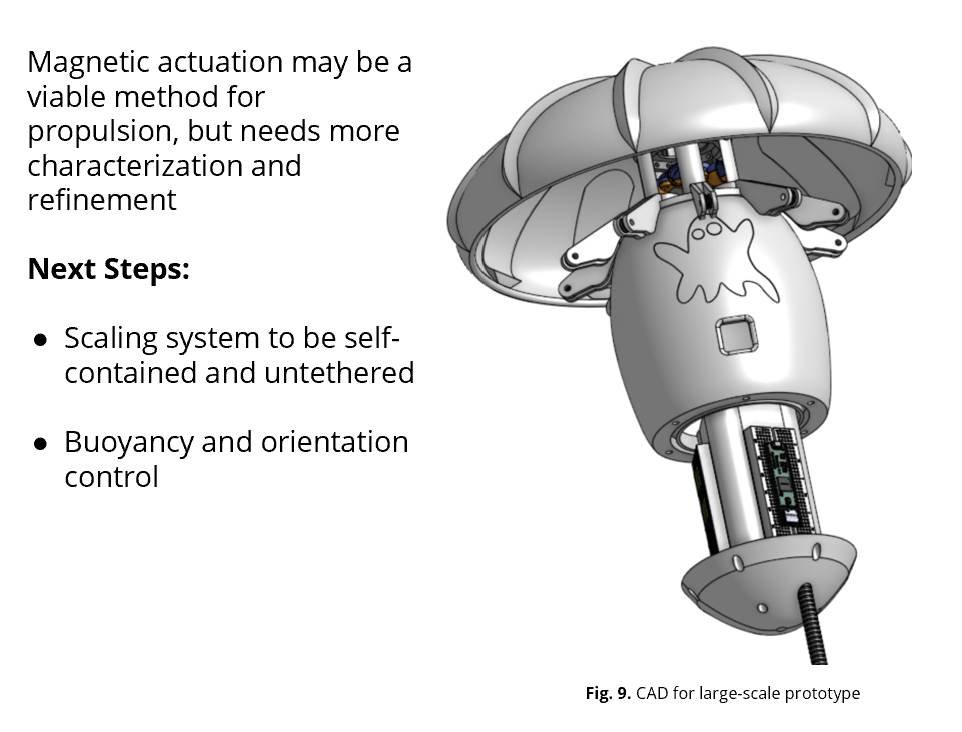 Magnetic actuation may be a
viable method for
propulsion, but needs more
characterization and
refinement
Next Steps:
● Scaling system to be self-
contained and untethered
● Buoyancy and orientation
control
Fig. 9. CAD for large-scale prototype